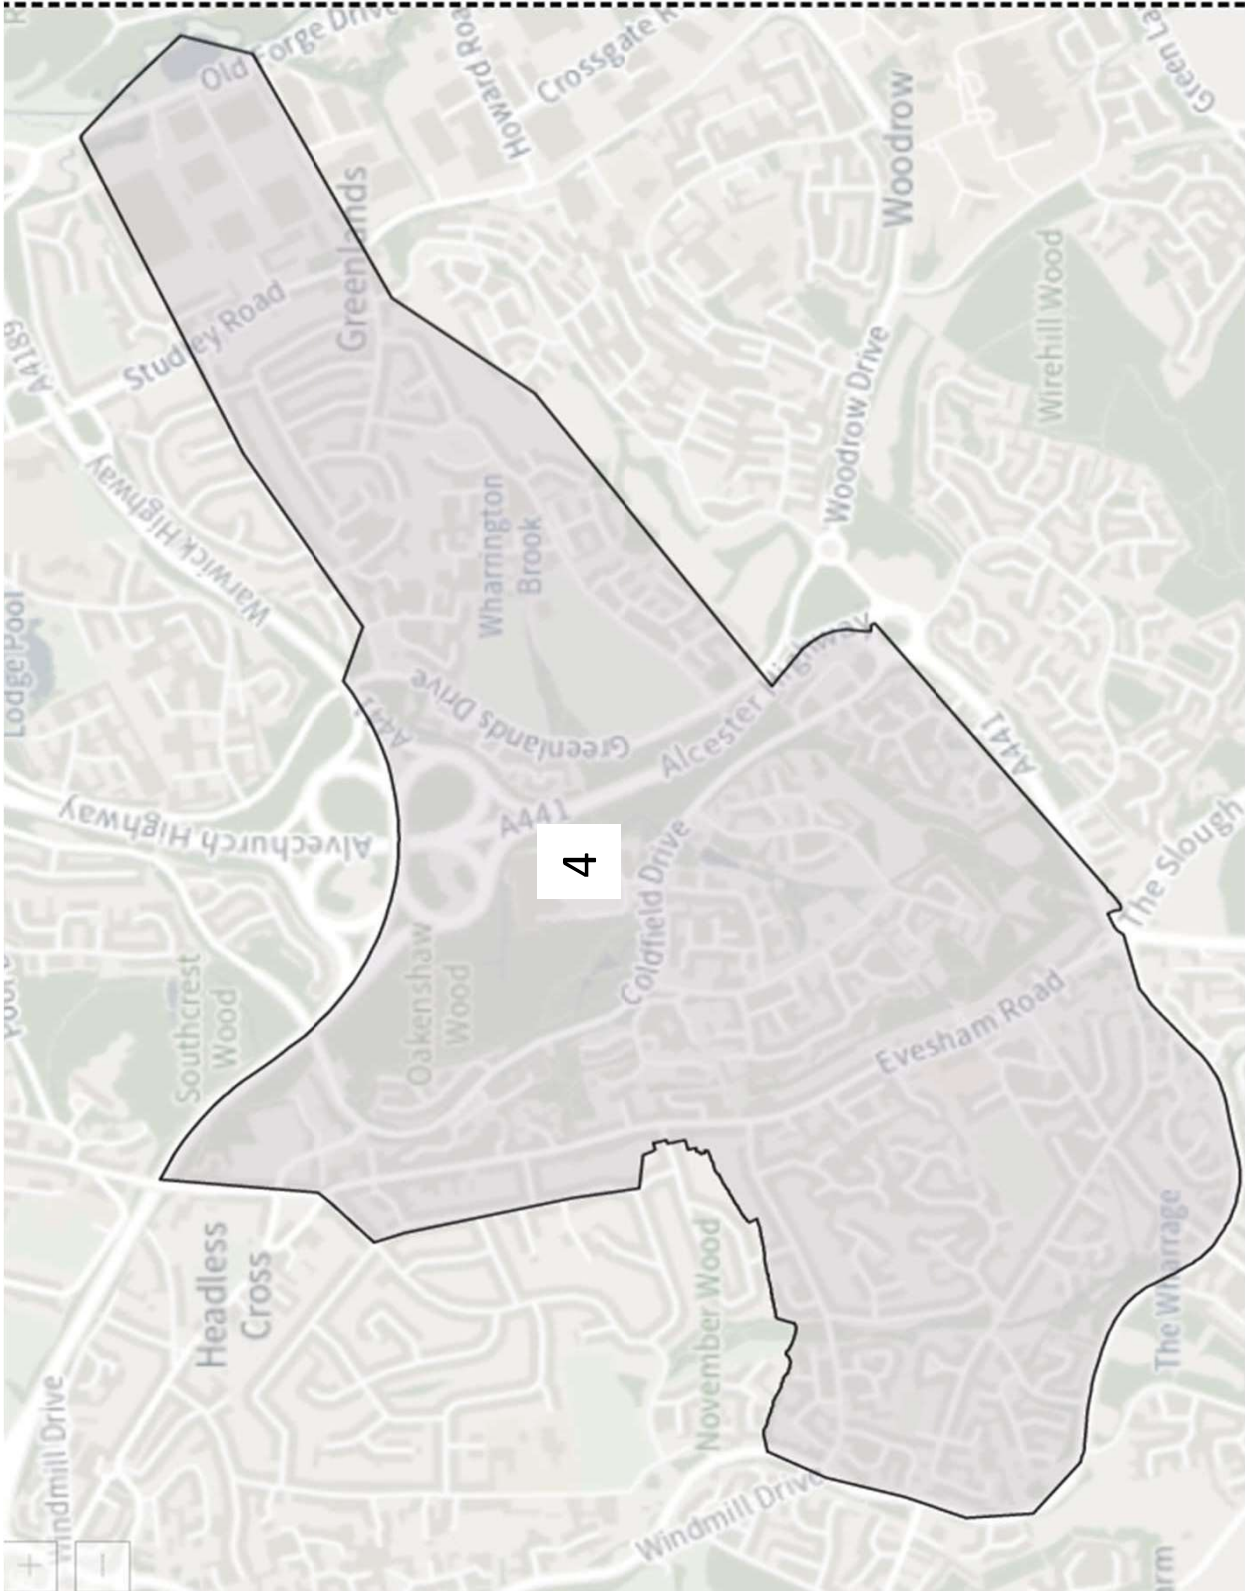 Old Forge Drive
Howard Roa
Crossgate R
Green La
A4189
Studley Road
Greenlands
Woodrow
Wirehill Wood
Woodrow Drive
Warwick Highway
Lodge Pool
Wharrington
Brook
A441
Greenlands Drive
Alcester Highway
A441
Alvechurch Highway
A441
4
Coldfield Drive
The Slough
Southcrest
Wood
Oakenshaw
Wood
Evesham Road
Headless
Cross
November Wood
The Wharrage
Windmill Drive
Windmill Drive
rm
+
−